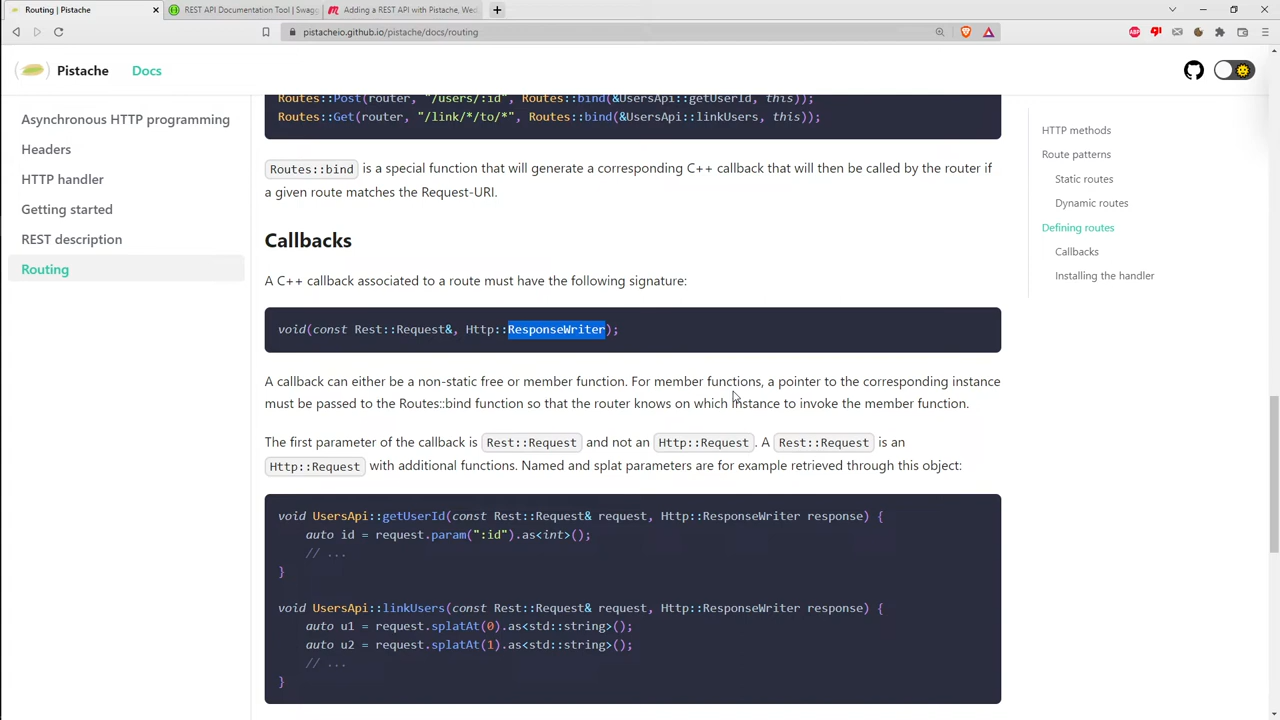 Routing | Pistache
REST API Documentation Tool | Swagg
Adding a REST API with Pistache, Wed
pistacheio.github.io/pistache/docs/routing
Pistache
Docs
Asynchronous HTTP programming
Headers
HTTP handler
Getting started
REST description
Routing
Routes::Post(router, "/users/:id", Routes::bind(&UsersApi::getUserId, this));
Routes::Get(router, "/link/*/to/*", Routes::bind(&UsersApi::linkUsers, this));
Routes::bind is a special function that will generate a corresponding C++ callback that will then be called by the router if
a given route matches the Request-URI.
Callbacks
A C++ callback associated to a route must have the following signature:
void(const Rest::Request&, Http::ResponseWriter);
A callback can either be a non-static free or member function. For member functions, a pointer to the corresponding instance
must be passed to the Routes::bind function so that the router knows on which instance to invoke the member function.
The first parameter of the callback is Rest::Request and not an Http::Request. A Rest::Request is an
Http::Request with additional functions. Named and splat parameters are for example retrieved through this object:
void UsersApi::getUserId(const Rest::Request& request, Http::ResponseWriter response) {
auto id = request.param(":id").as<int>();
// ...
}
void UsersApi::linkUsers(const Rest::Request& request, Http::ResponseWriter response) {
auto u1 = request.splatAt(0).as<std::string>();
auto u2 = request.splatAt(1).as<std::string>();
// ...
}
HTTP methods
Route patterns
Static routes
Dynamic routes
Defining routes
Callbacks
Installing the handler